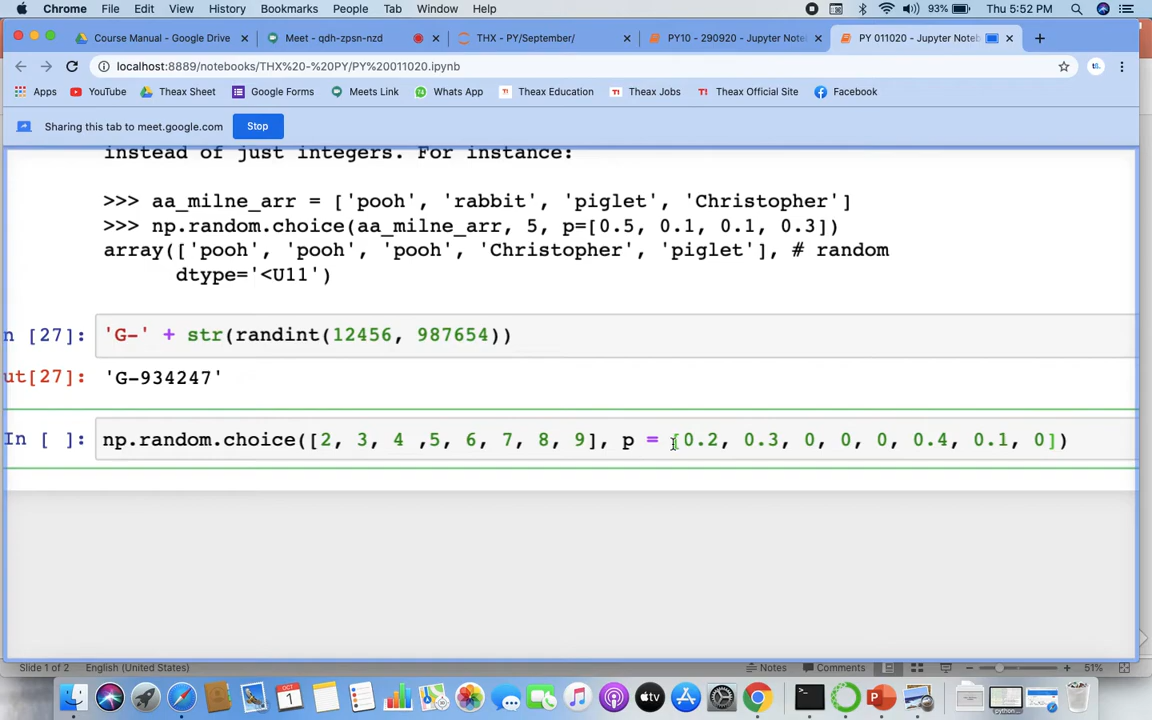 Chrome File Edit View History Bookmarks People Tab Window Help 93% Thu 5:52 PM
Course Manual - Google Drive × Meet - qdh-zpsn-nzd × THX - PY/September/ × PY10 - 290920 - Jupyter Note × PY 011020 - Jupyter Note ×
localhost:8889/notebooks/THX%20-%20PY/PY%20011020.ipynb
Apps YouTube Theax Sheet Google Forms Meets Link Whats App Theax Education Theax Jobs Theax Official Site Facebook
Sharing this tab to meet.google.com Stop
instead of just integers. For instance:
>>> aa_milne_arr = ['pooh', 'rabbit', 'piglet', 'Christopher']
>>> np.random.choice(aa_milne_arr, 5, p=[0.5, 0.1, 0.1, 0.3])
array(['pooh', 'pooh', 'pooh', 'Christopher', 'piglet'], # random
dtype='<U11')
n [27]: 'G-' + str(randint(12456, 987654))
ut[27]: 'G-934247'
In [ ]: np.random.choice([2, 3, 4 ,5, 6, 7, 8, 9], p = [0.2, 0.3, 0, 0, 0, 0.4, 0.1, 0])
Slide 1 of 2 English (United States) Notes Comments 51%
OCT 1
tv